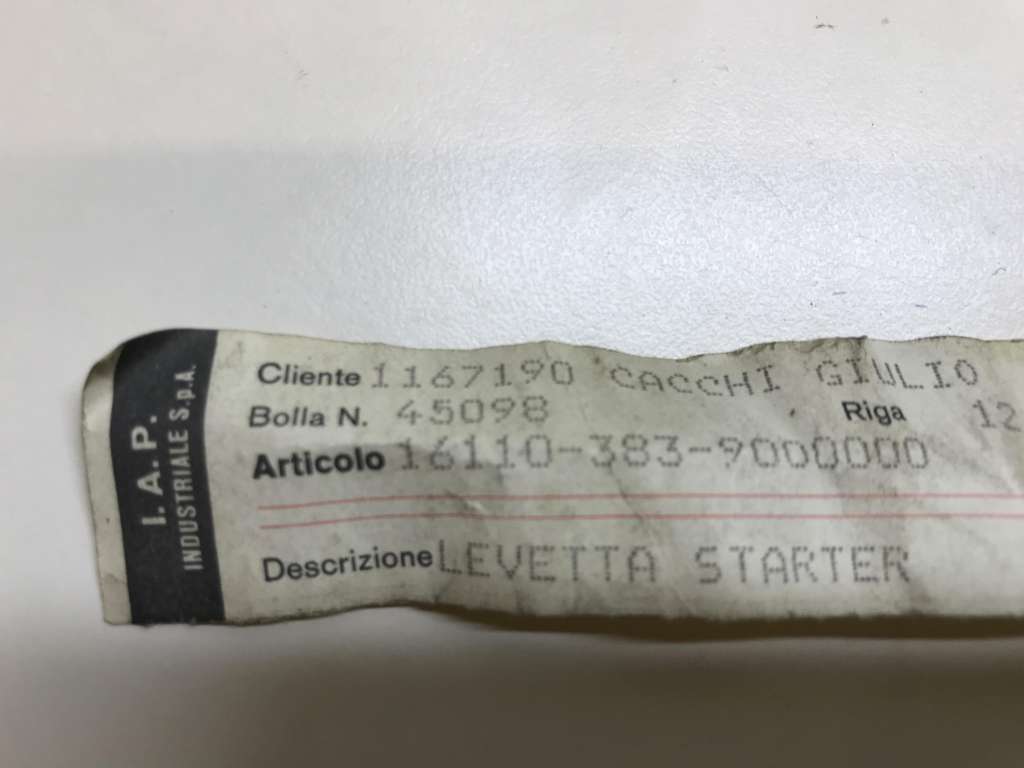 I. A. P.
INDUSTRIALE S.p.A.
Cliente 1167190 CACCHI GIULIO
Bolla N. 45098 Riga 12
Articolo 16110-383-9000000
Descrizione LEVETTA STARTER